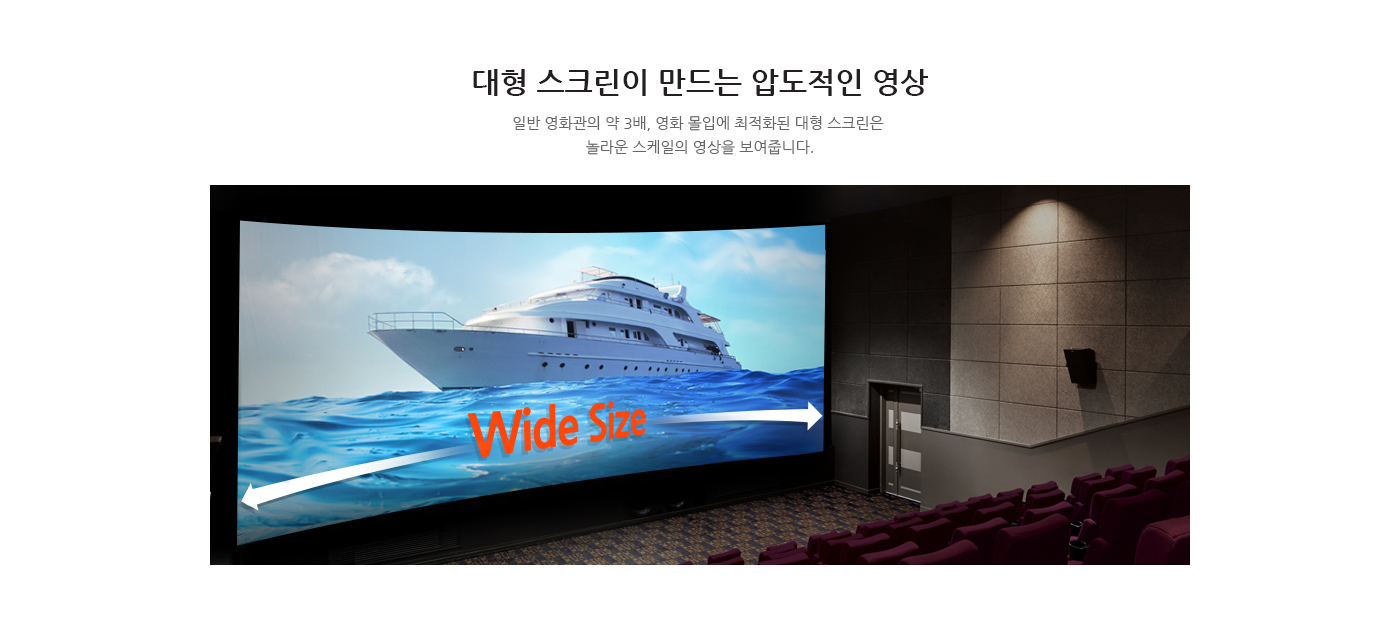 대형 스크린이 만드는 압도적인 영상
일반 영화관의 약 3배, 영화 몰입에 최적화된 대형 스크린은
놀라운 스케일의 영상을 보여줍니다.
Wide Size